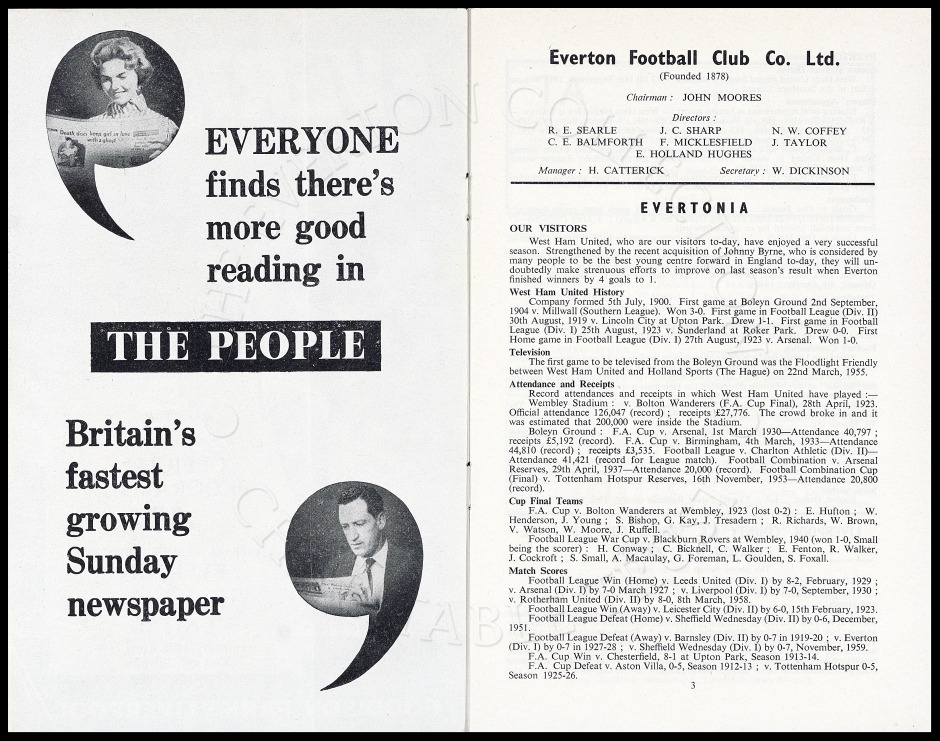 Death does keep girl in love
with a ghost
EVERYONE
finds there's
more good
reading in
THE PEOPLE
Britain's
fastest
growing
Sunday
newspaper
Everton Football Club Co. Ltd.
(Founded 1878)
Chairman : JOHN MOORES
Directors :
R. E. SEARLE J. C. SHARP N. W. COFFEY
C. E. BALMFORTH F. MICKLESFIELD J. TAYLOR
E. HOLLAND HUGHES
Manager : H. CATTERICK Secretary : W. DICKINSON
EVERTONIA
OUR VISITORS
West Ham United, who are our visitors to-day, have enjoyed a very successful
season. Strengthened by the recent acquisition of Johnny Byrne, who is considered by
many people to be the best young centre forward in England to-day, they will un-
doubtedly make strenuous efforts to improve on last season's result when Everton
finished winners by 4 goals to 1.
West Ham United History
Company formed 5th July, 1900. First game at Boleyn Ground 2nd September,
1904 v. Millwall (Southern League). Won 3-0. First game in Football League (Div. II)
30th August, 1919 v. Lincoln City at Upton Park. Drew 1-1. First game in Football
League (Div. I) 25th August, 1923 v. Sunderland at Roker Park. Drew 0-0. First
Home game in Football League (Div. I) 27th August, 1923 v. Arsenal. Won 1-0.
Television
The first game to be televised from the Boleyn Ground was the Floodlight Friendly
between West Ham United and Holland Sports (The Hague) on 22nd March, 1955.
Attendance and Receipts
Record attendances and receipts in which West Ham United have played :—
Wembley Stadium : v. Bolton Wanderers (F.A. Cup Final), 28th April, 1923.
Official attendance 126,047 (record) ; receipts £27,776. The crowd broke in and it
was estimated that 200,000 were inside the Stadium.
Boleyn Ground : F.A. Cup v. Arsenal, 1st March 1930—Attendance 40,797 ;
receipts £5,192 (record). F.A. Cup v. Birmingham, 4th March, 1933—Attendance
44,810 (record) ; receipts £3,535. Football League v. Charlton Athletic (Div. II)—
Attendance 41,421 (record for League match). Football Combination v. Arsenal
Reserves, 29th April, 1937—Attendance 20,000 (record). Football Combination Cup
(Final) v. Tottenham Hotspur Reserves, 16th November, 1953—Attendance 20,800
(record).
Cup Final Teams
F.A. Cup v. Bolton Wanderers at Wembley, 1923 (lost 0-2) : E. Hufton ; W.
Henderson, J. Young ; S. Bishop, G. Kay, J. Tresadern ; R. Richards, W. Brown,
V. Watson, W. Moore, J. Ruffell.
Football League War Cup v. Blackburn Rovers at Wembley, 1940 (won 1-0, Small
being the scorer) : H. Conway ; C. Bicknell, C. Walker ; E. Fenton, R. Walker,
J. Cockroft ; S. Small, A. Macaulay, G. Foreman, L. Goulden, S. Foxall.
Match Scores
Football League Win (Home) v. Leeds United (Div. I) by 8-2, February, 1929 ;
v. Arsenal (Div. I) by 7-0 March 1927 ; v. Liverpool (Div. I) by 7-0, September, 1930 ;
v. Rotherham United (Div. II) by 8-0, 8th March, 1958.
Football League Win (Away) v. Leicester City (Div. II) by 6-0, 15th February, 1923.
Football League Defeat (Home) v. Sheffield Wednesday (Div. II) by 0-6, December,
1951.
Football League Defeat (Away) v. Barnsley (Div. II) by 0-7 in 1919-20 ; v. Everton
(Div. I) by 0-7 in 1927-28 ; v. Sheffield Wednesday (Div. I) by 0-7, November, 1959.
F.A. Cup Win v. Chesterfield, 8-1 at Upton Park, Season 1913-14.
F.A. Cup Defeat v. Aston Villa, 0-5, Season 1912-13 ; v. Tottenham Hotspur 0-5,
Season 1925-26.
3